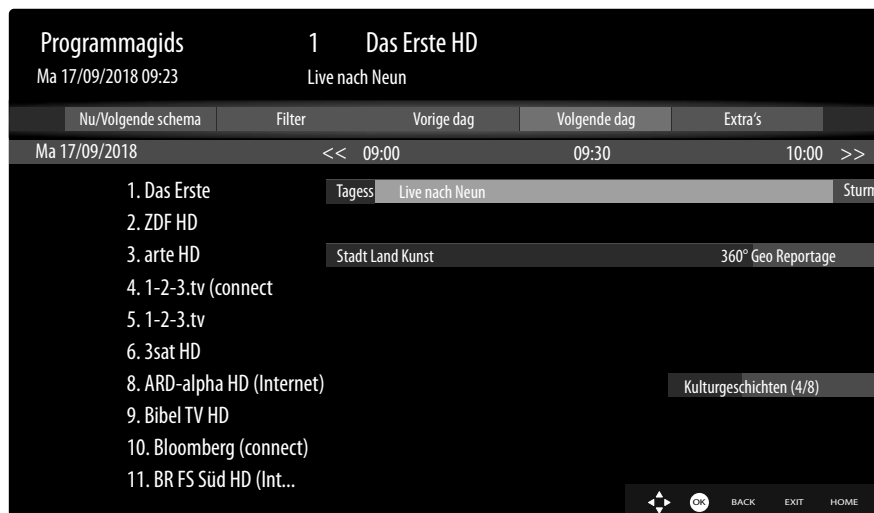 Programmagids 1 Das Erste HD
Ma 17/09/2018 09:23 Live nach Neun
Nu/Volgende schema Filter Vorige dag Volgende dag Extra's
Ma 17/09/2018 << 09:00 09:30 10:00 >>
1. Das Erste Tagess Live nach Neun Sturm
2. ZDF HD
3. arte HD Stadt Land Kunst 360° Geo Reportage
4. 1-2-3.tv (connect
5. 1-2-3.tv
6. 3sat HD
8. ARD-alpha HD (Internet) Kulturgeschichten (4/8)
9. Bibel TV HD
10. Bloomberg (connect)
11. BR FS Süd HD (Int...
OK BACK EXIT HOME